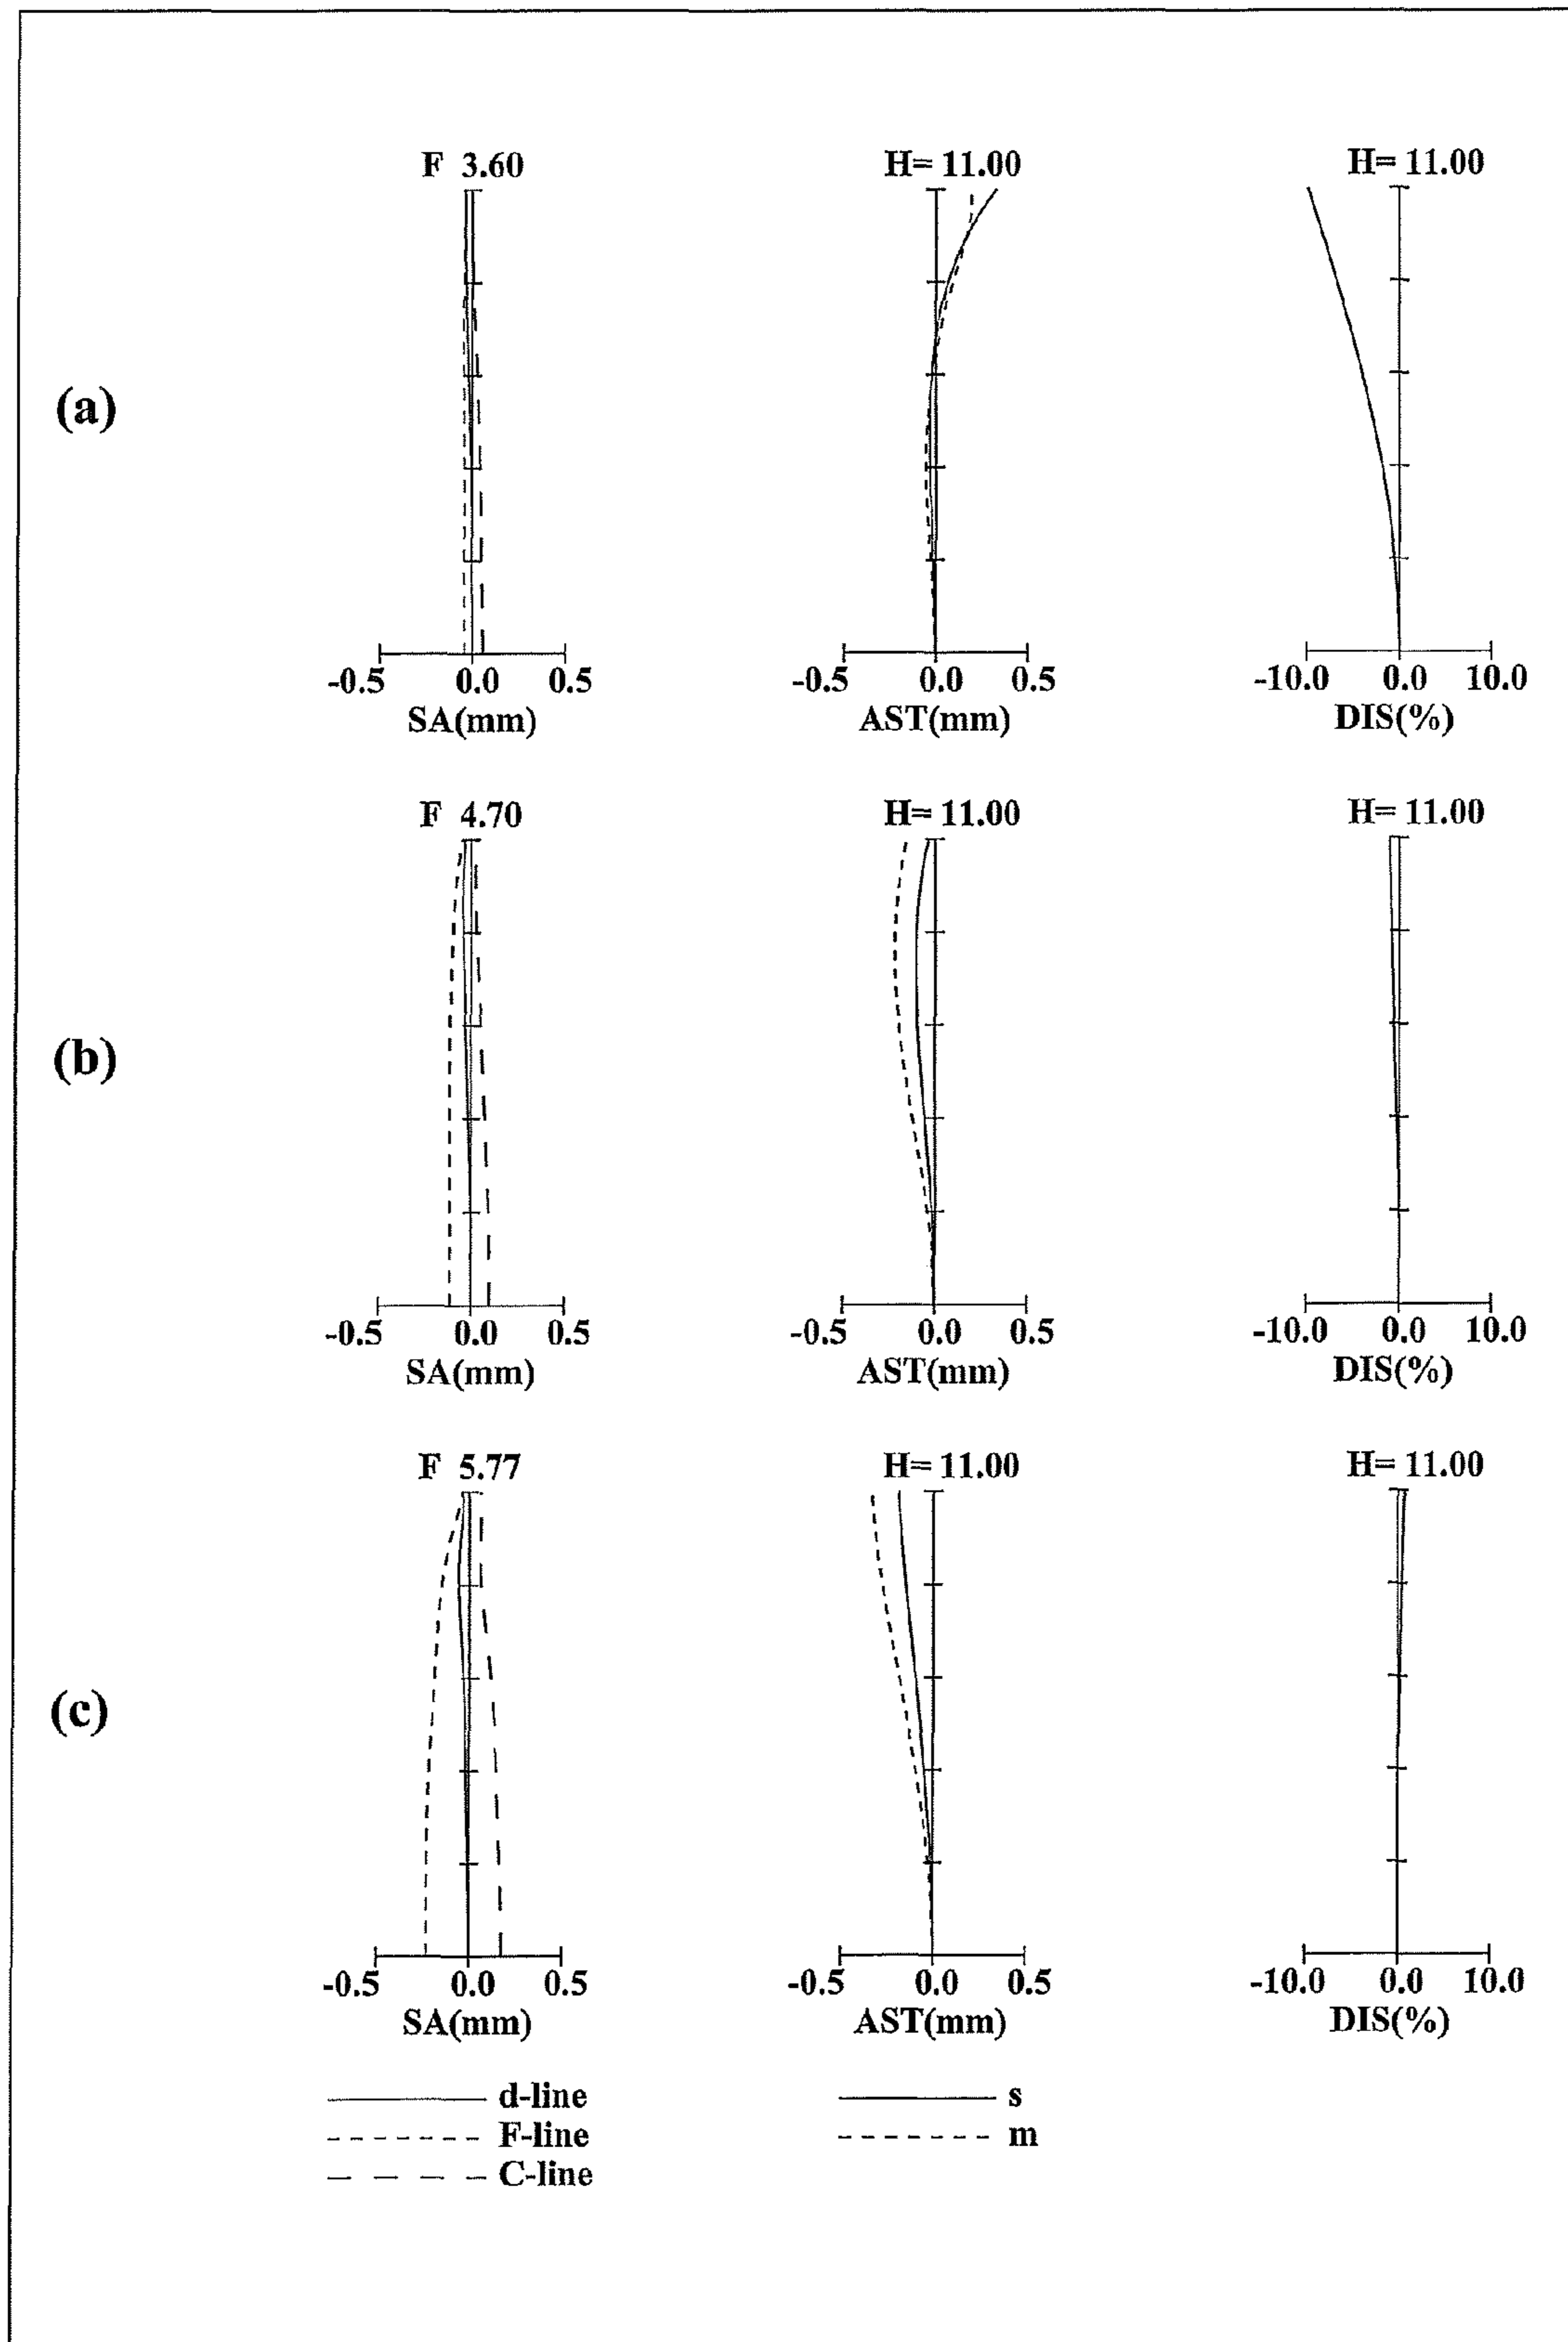 (a)
F 3.60
H= 11.00
H= 11.00
-0.5 0.0 0.5
SA(mm)
-0.5 0.0 0.5
AST(mm)
-10.0 0.0 10.0
DIS(%)
(b)
F 4.70
H= 11.00
H= 11.00
-0.5 0.0 0.5
SA(mm)
-0.5 0.0 0.5
AST(mm)
-10.0 0.0 10.0
DIS(%)
(c)
F 5.77
H= 11.00
H= 11.00
-0.5 0.0 0.5
SA(mm)
-0.5 0.0 0.5
AST(mm)
-10.0 0.0 10.0
DIS(%)
d-line
F-line
C-line
s
m